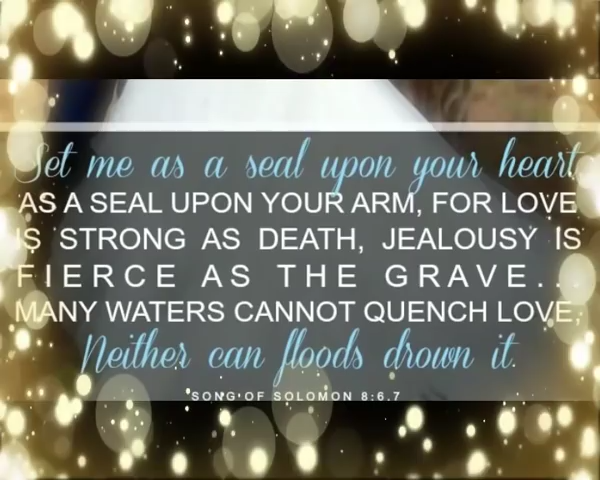 Set me as a seal upon your heart,
AS A SEAL UPON YOUR ARM, FOR LOVE
IS STRONG AS DEATH, JEALOUSY IS
FIERCE AS THE GRAVE...
MANY WATERS CANNOT QUENCH LOVE,
Neither can floods drown it.
SONG OF SOLOMON 8:6,7